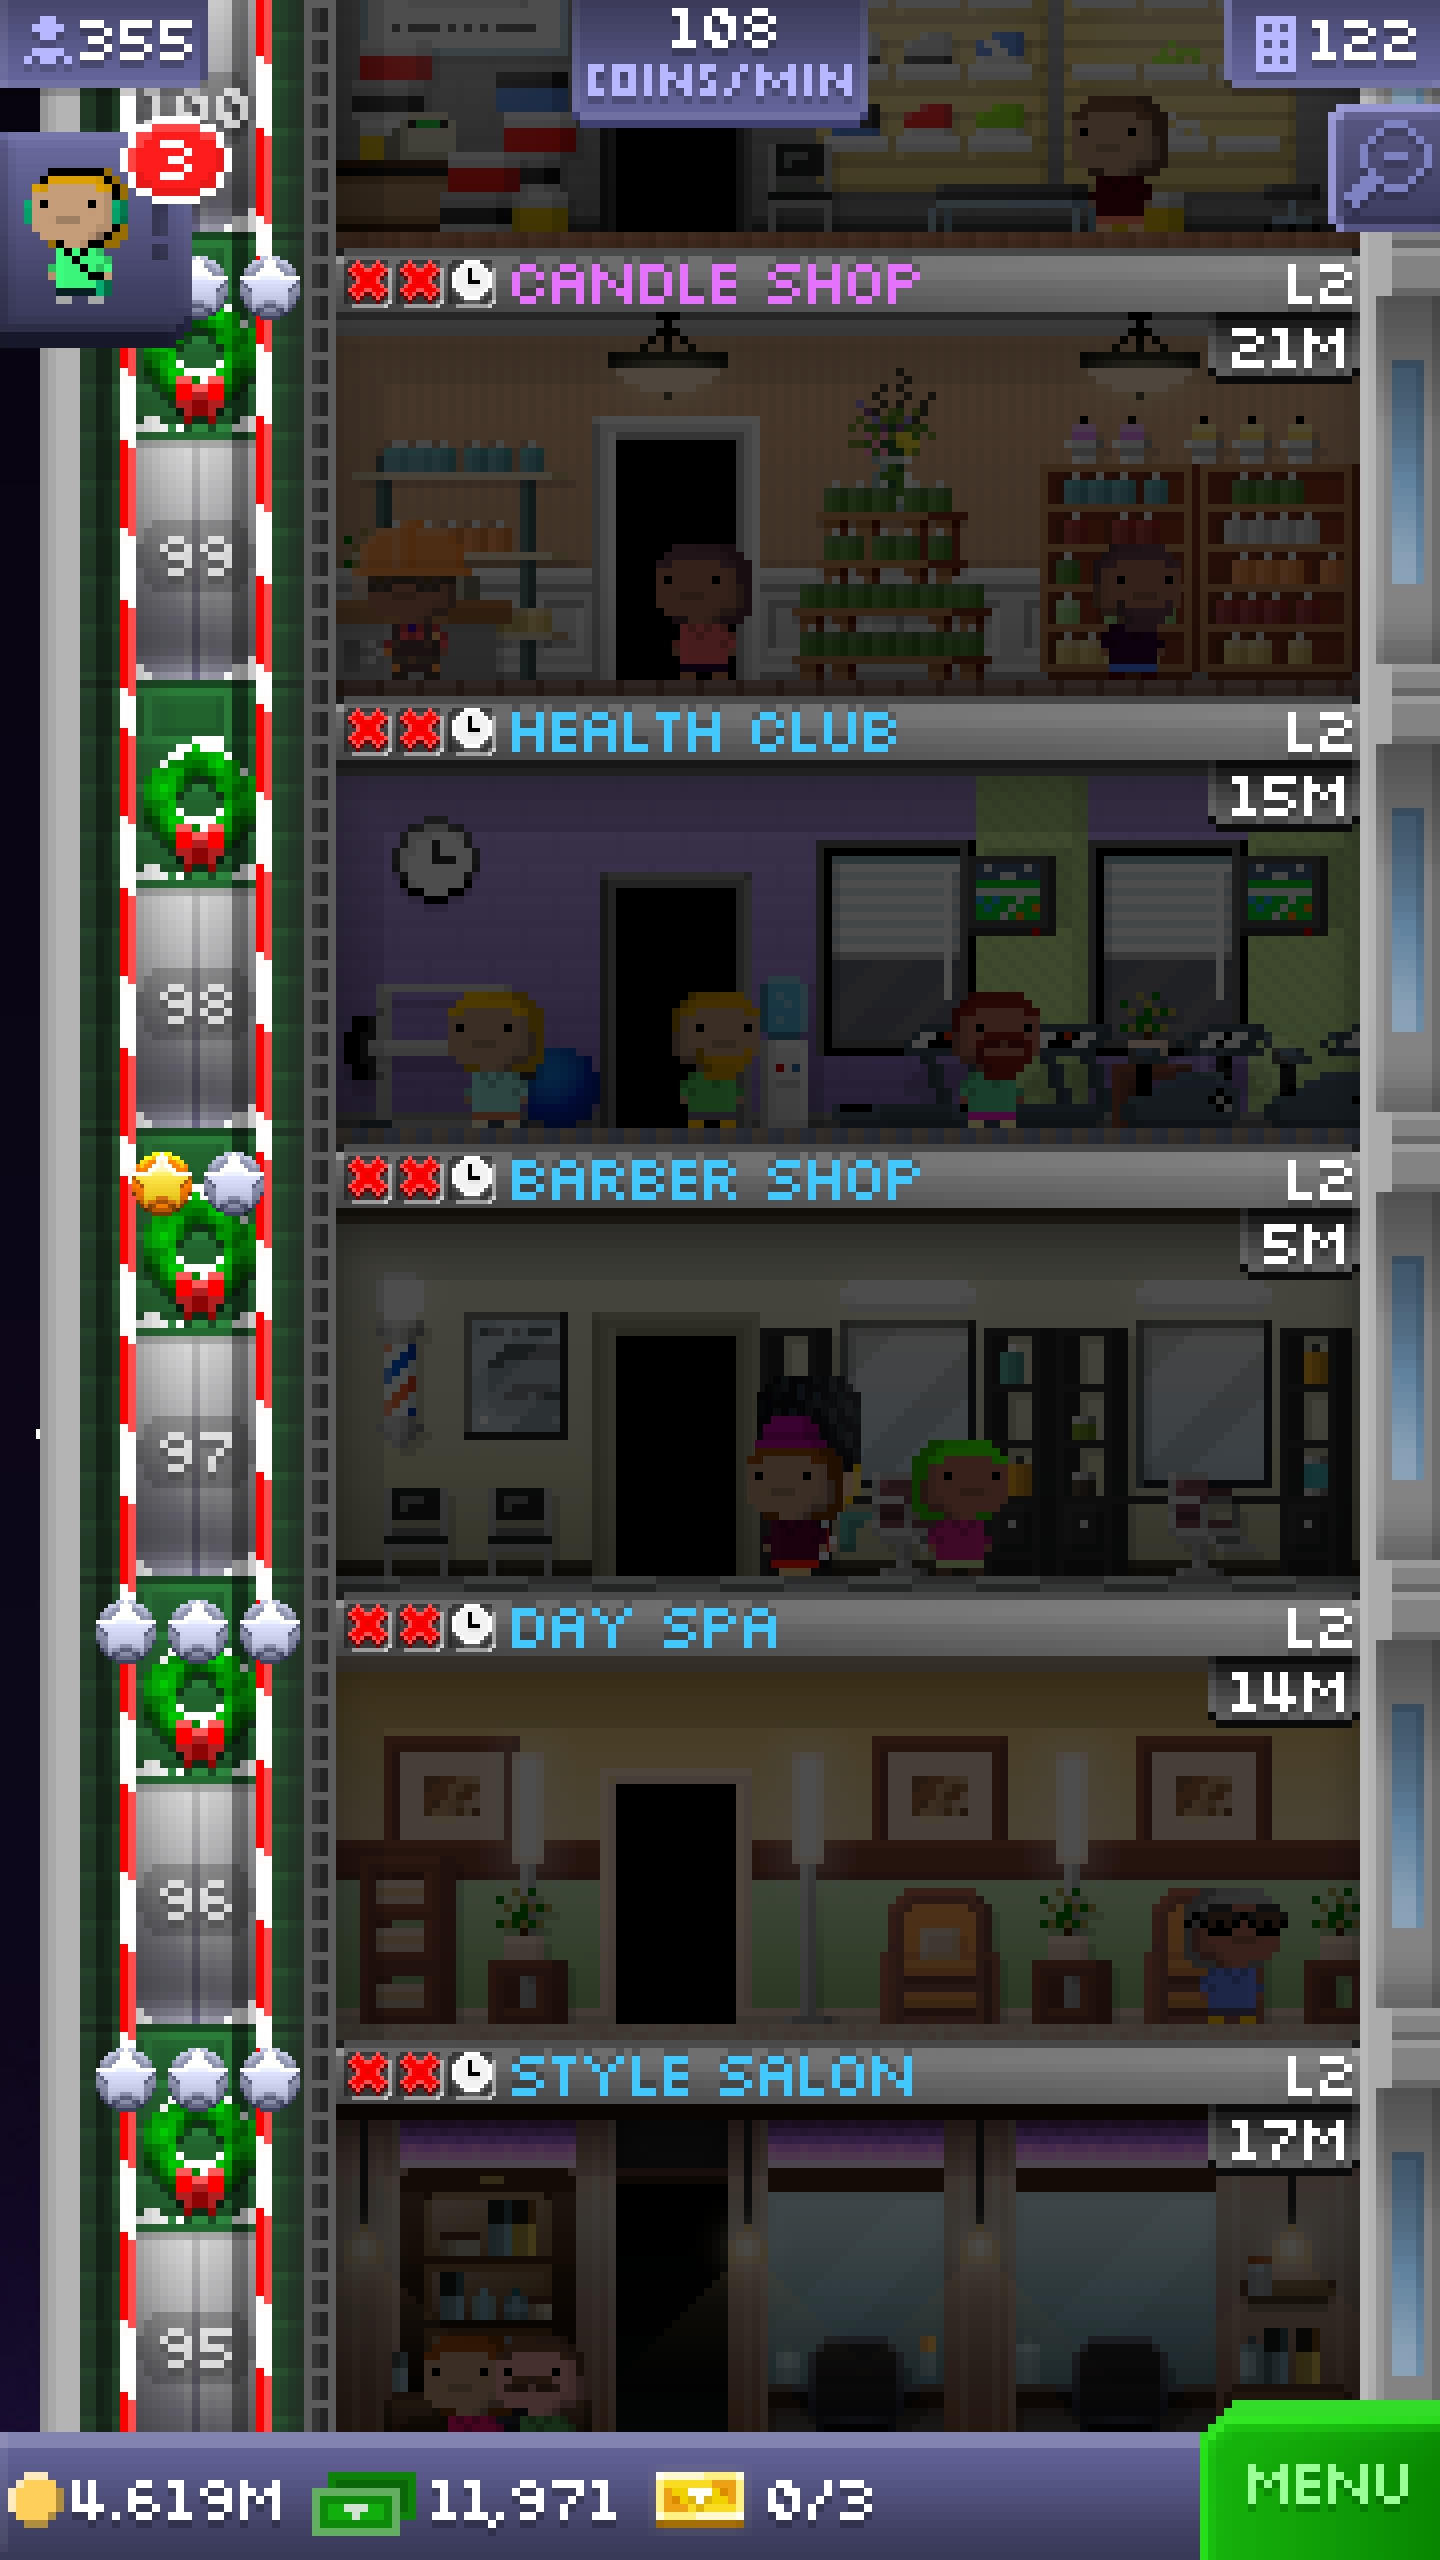 355
108
COINS/MIN
122
100
3
CANDLE SHOP L2
21M
99
HEALTH CLUB L2
15M
98
BARBER SHOP L2
5M
97
DAY SPA L2
14M
96
STYLE SALON L2
17M
95
4.619M 11,971 0/3
MENU